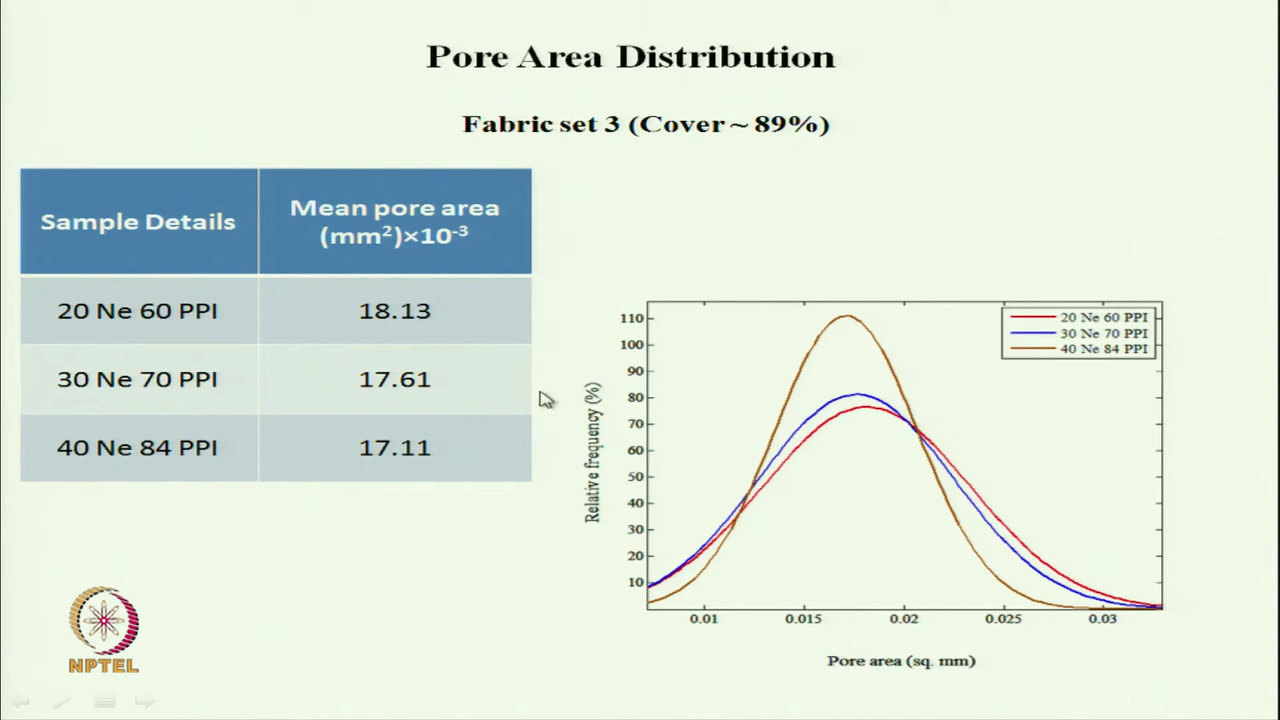 Pore Area Distribution
Fabric set 3 (Cover ~ 89%)
Sample Details
Mean pore area
(mm²)×10⁻³
20 Ne 60 PPI
18.13
30 Ne 70 PPI
17.61
40 Ne 84 PPI
17.11
20 Ne 60 PPI
30 Ne 70 PPI
40 Ne 84 PPI
110
100
90
80
70
60
50
40
30
20
10
Relative frequency (%)
0.01 0.015 0.02 0.025 0.03
Pore area (sq. mm)
NPTEL